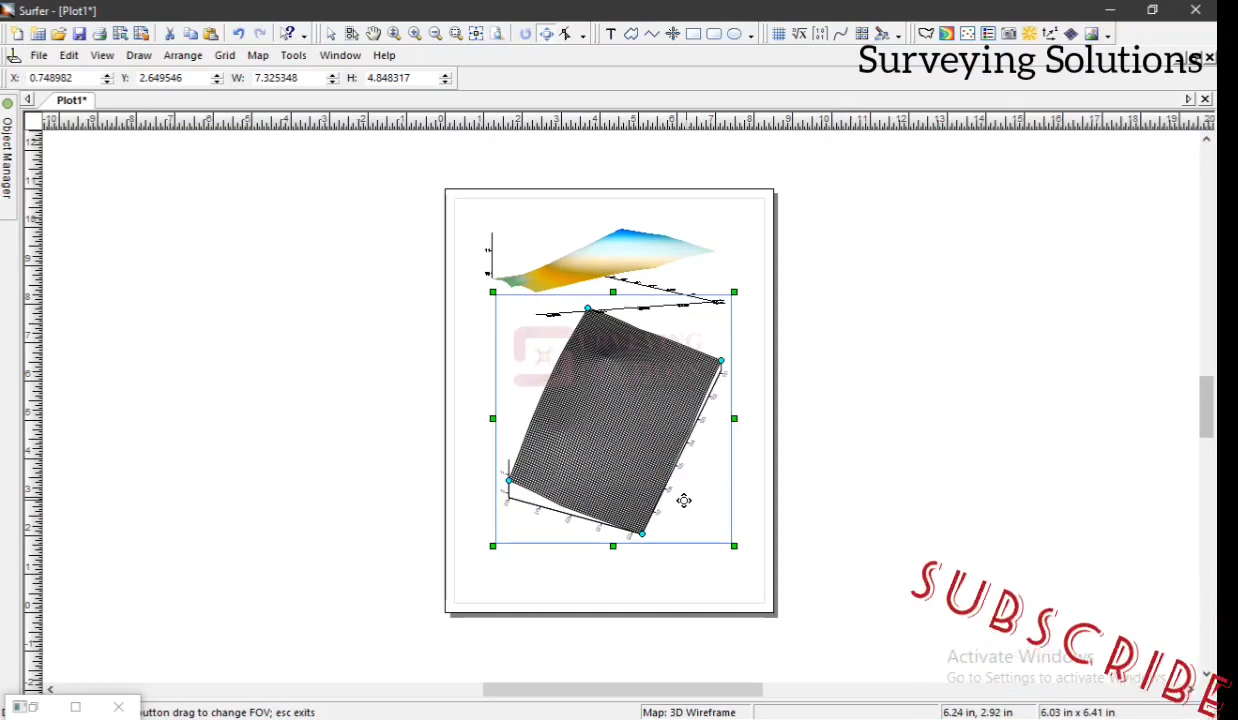 Surfer - [Plot1*]
File Edit View Draw Arrange Grid Map Tools Window Help
Surveying Solutions
X: 0.748982 Y: 2.649546 W: 7.325348 H: 4.848317
Plot1*
Object Manager
SUBSCRIBE
Activate Windows
Go to Settings to activate Windows.
button drag to change FOV; esc exits
Map: 3D Wireframe
6.24 in, 2.92 in
6.03 in x 6.41 in